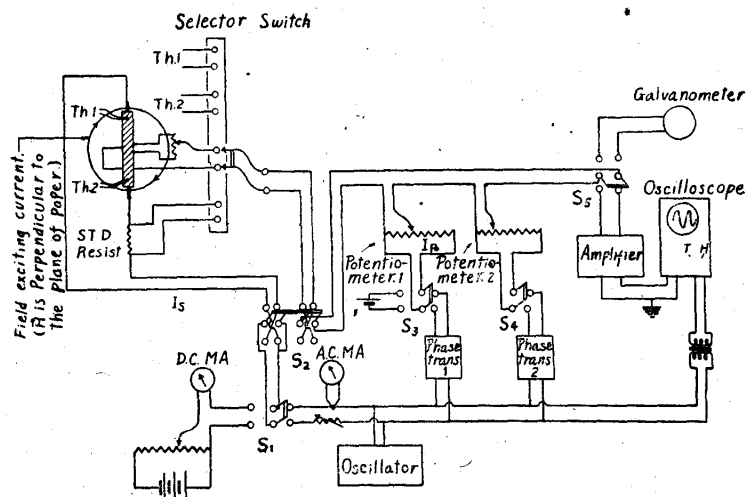 Selector Switch
Th.1
Th.2
Th1
Th2
Field exciting current.
(H⃗ is Perpendicular to
the plane of paper.)
STD
Resist
Is
Galvanometer
S5
Oscilloscope
T. H.
Amplifier
IR
Potentio-
meter.1
Potentio-
meter. 2
S3
S4
S2
D.C. MA
A.C. MA
Phase
trans
1
Phase
trans
2
S1
Oscillator